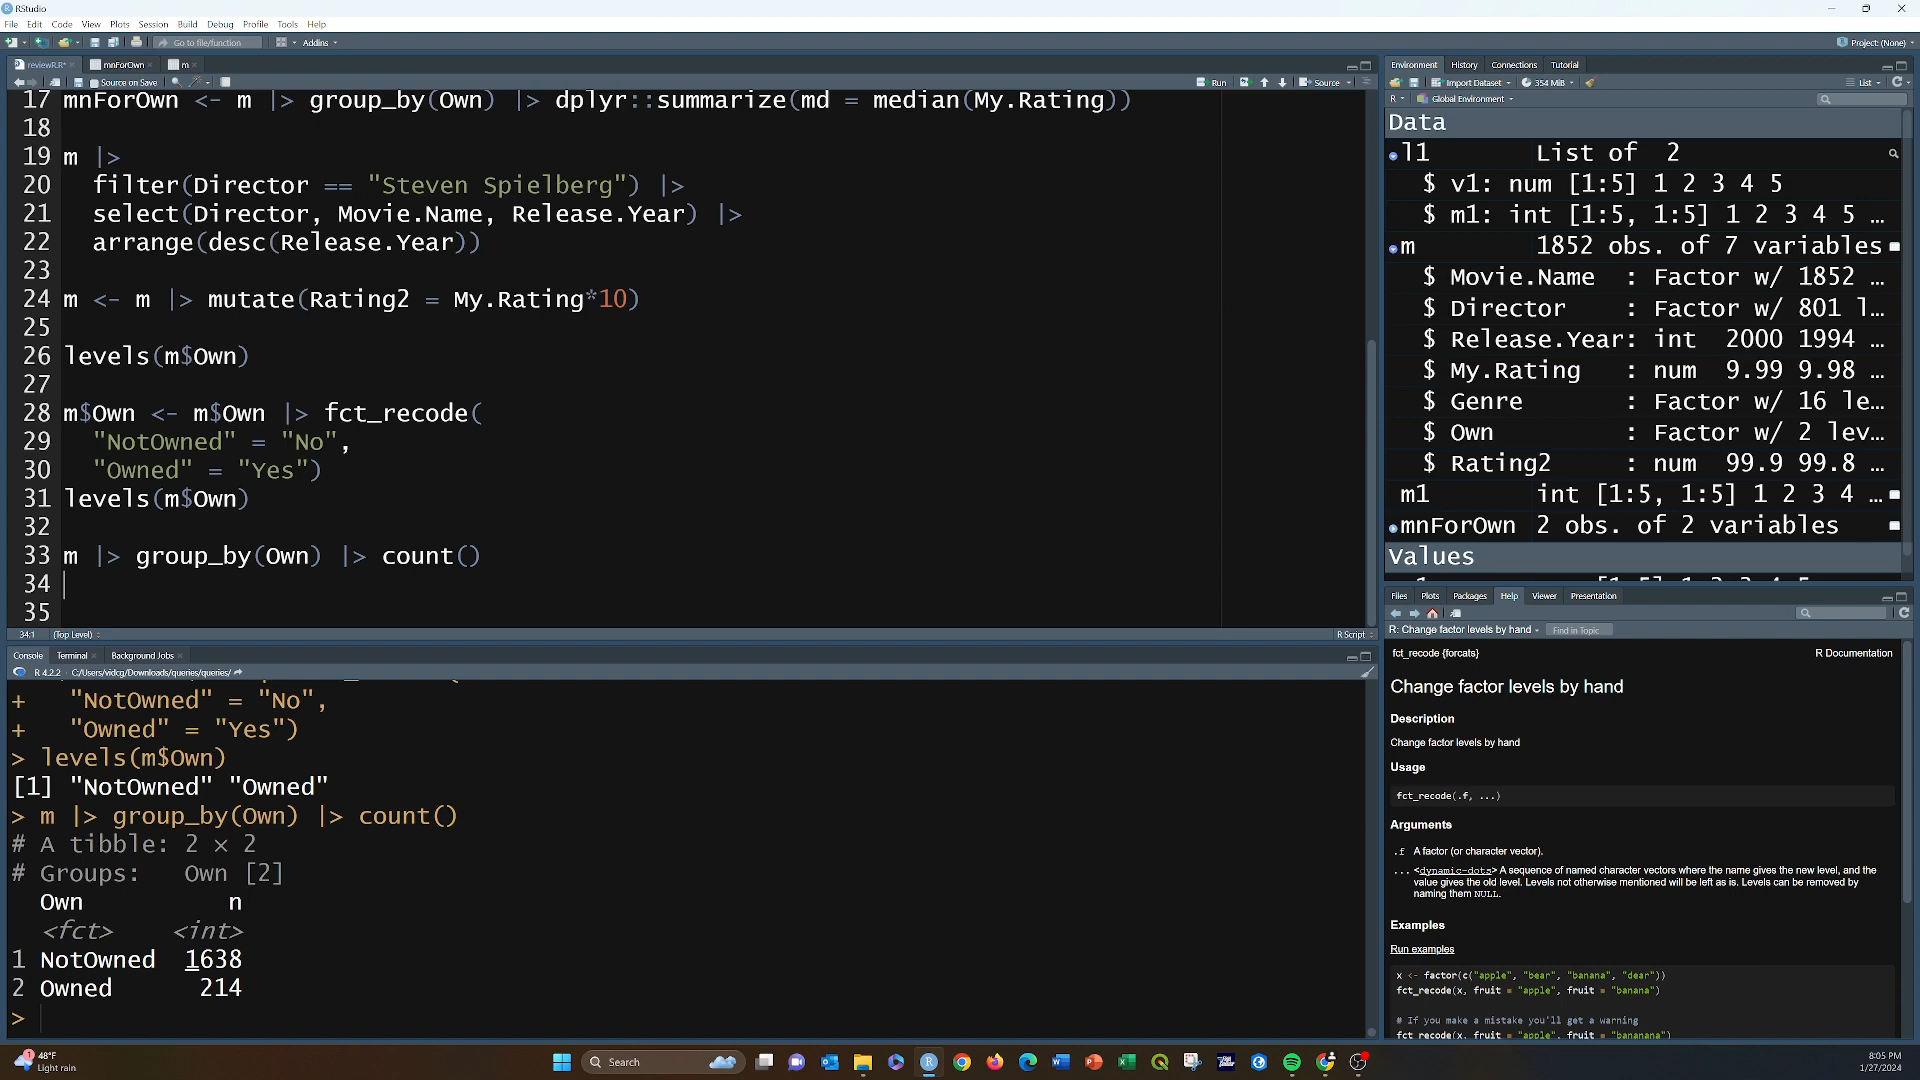 RStudio
File Edit Code View Plots Session Build Debug Profile Tools Help
Go to file/function Addins Project: (None)
reviewR.R* mnForOwn m
Source on Save Run Source
17 mnForOwn <- m |> group_by(Own) |> dplyr::summarize(md = median(My.Rating))
18
19 m |>
20 filter(Director == "Steven Spielberg") |>
21 select(Director, Movie.Name, Release.Year) |>
22 arrange(desc(Release.Year))
23
24 m <- m |> mutate(Rating2 = My.Rating*10)
25
26 levels(m$Own)
27
28 m$Own <- m$Own |> fct_recode(
29 "NotOwned" = "No",
30 "Owned" = "Yes")
31 levels(m$Own)
32
33 m |> group_by(Own) |> count()
34
35
34:1 (Top Level) R Script
Console Terminal Background Jobs
R 4.2.2 · C:/Users/vidcg/Downloads/queries/queries/
+ "NotOwned" = "No",
+ "Owned" = "Yes")
> levels(m$Own)
[1] "NotOwned" "Owned"
> m |> group_by(Own) |> count()
# A tibble: 2 × 2
# Groups: Own [2]
Own n
<fct> <int>
1 NotOwned 1638
2 Owned 214
>
Environment History Connections Tutorial
Import Dataset 354 MiB List
R Global Environment
Data
l1 List of 2
$ v1: num [1:5] 1 2 3 4 5
$ m1: int [1:5, 1:5] 1 2 3 4 5 …
m 1852 obs. of 7 variables
$ Movie.Name : Factor w/ 1852 …
$ Director : Factor w/ 801 l…
$ Release.Year: int 2000 1994 …
$ My.Rating : num 9.99 9.98 …
$ Genre : Factor w/ 16 le…
$ Own : Factor w/ 2 lev…
$ Rating2 : num 99.9 99.8 …
m1 int [1:5, 1:5] 1 2 3 4 …
mnForOwn 2 obs. of 2 variables
Values
Files Plots Packages Help Viewer Presentation
R: Change factor levels by hand Find in Topic
fct_recode {forcats} R Documentation
Change factor levels by hand
Description
Change factor levels by hand
Usage
fct_recode(.f, ...)
Arguments
.f A factor (or character vector).
... <dynamic-dots> A sequence of named character vectors where the name gives the new level, and the
value gives the old level. Levels not otherwise mentioned will be left as is. Levels can be removed by
naming them NULL.
Examples
Run examples
x <- factor(c("apple", "bear", "banana", "dear"))
fct_recode(x, fruit = "apple", fruit = "banana")
# If you make a mistake you'll get a warning
fct_recode(x, fruit = "apple", fruit = "bananana")
1 48°F
Light rain
Search
8:05 PM
1/27/2024